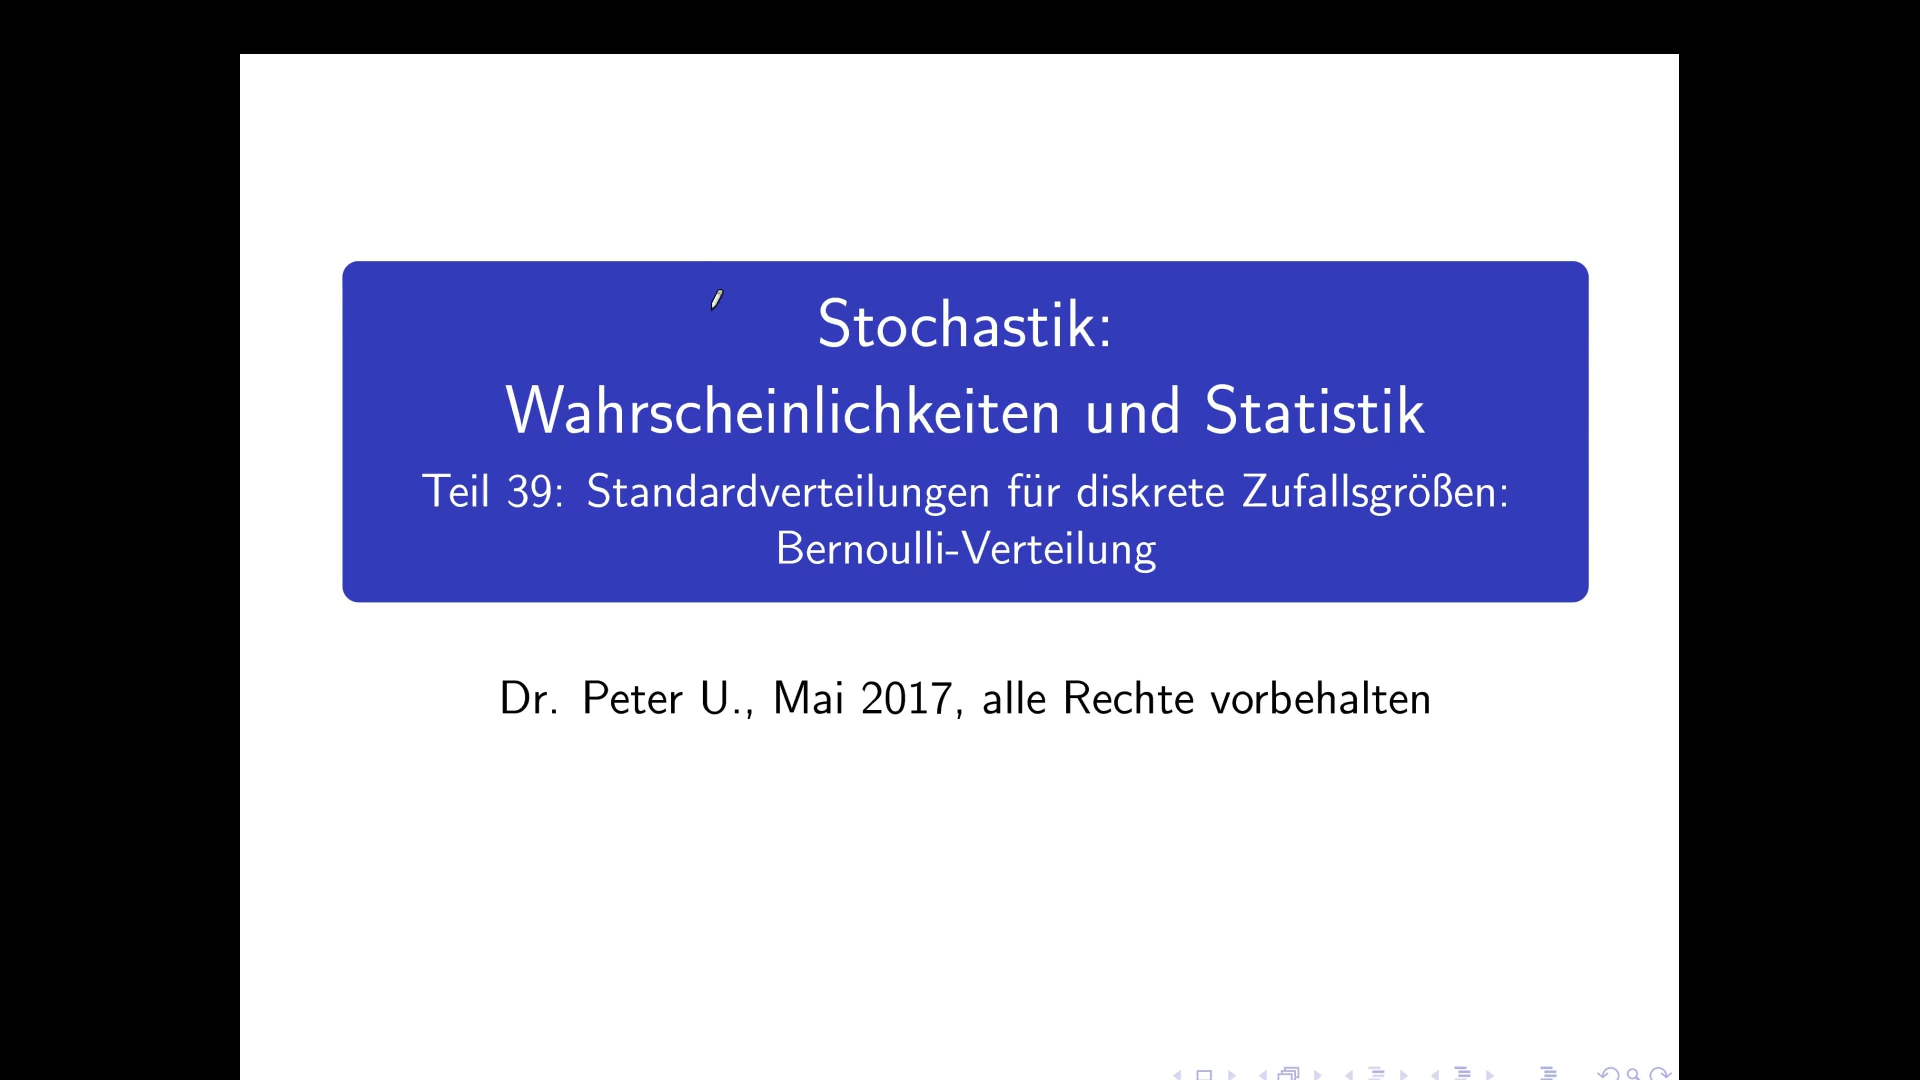 Stochastik:
Wahrscheinlichkeiten und Statistik
Teil 39: Standardverteilungen für diskrete Zufallsgrößen:
Bernoulli-Verteilung
Dr. Peter U., Mai 2017, alle Rechte vorbehalten